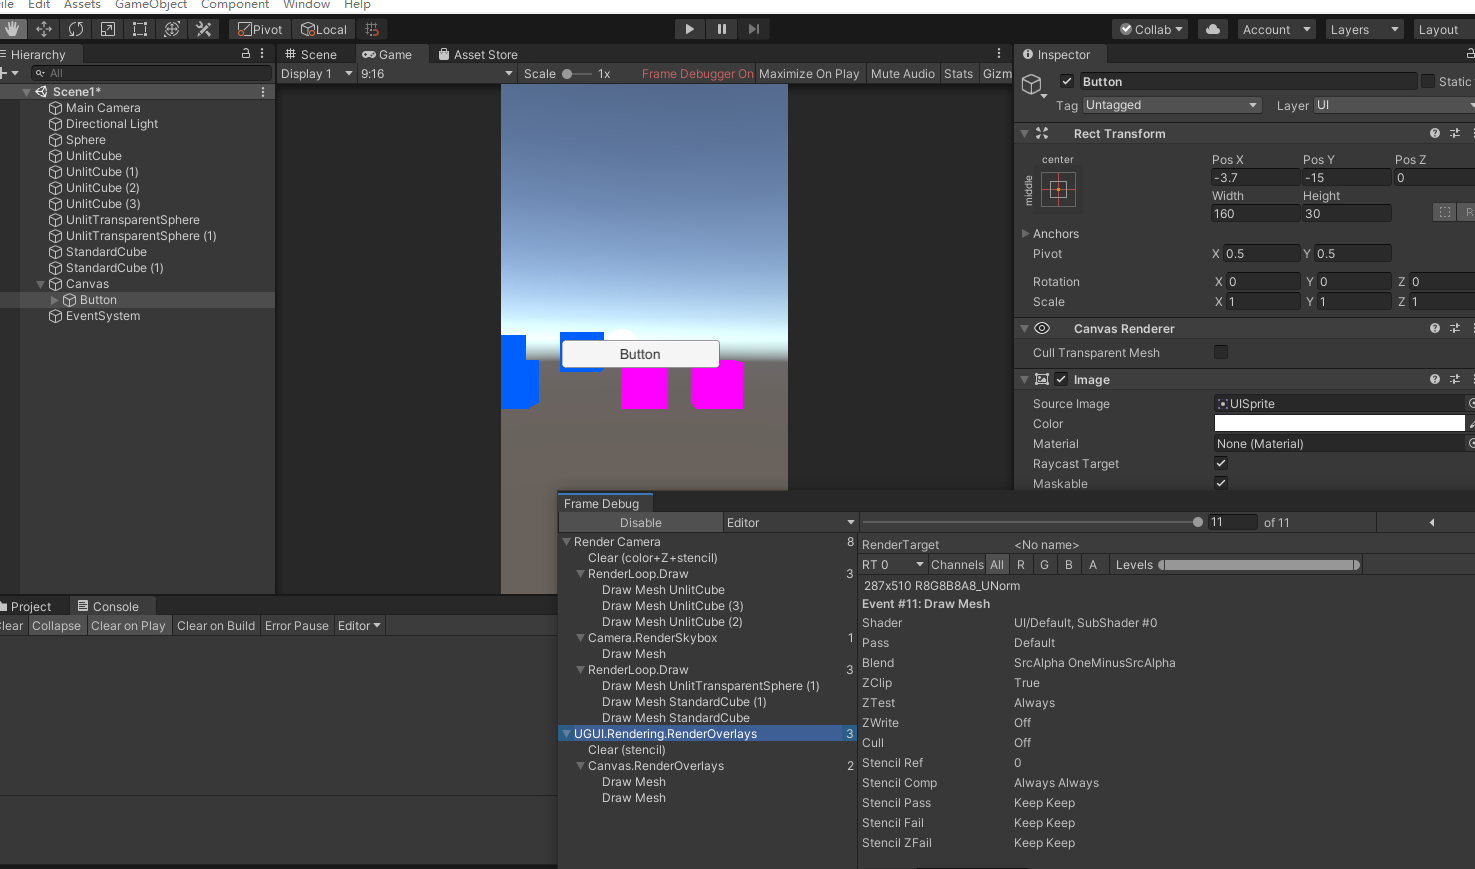 File Edit Assets GameObject Component Window Help
Pivot Local Collab Account Layers Layout
Hierarchy
All
Scene1*
Main Camera
Directional Light
Sphere
UnlitCube
UnlitCube (1)
UnlitCube (2)
UnlitCube (3)
UnlitTransparentSphere
UnlitTransparentSphere (1)
StandardCube
StandardCube (1)
Canvas
Button
EventSystem
Scene Game Asset Store
Display 1 9:16 Scale 1x Frame Debugger On Maximize On Play Mute Audio Stats Gizm
Button
Inspector
Button Static
Tag Untagged Layer UI
Rect Transform
center Pos X Pos Y Pos Z
middle -3.7 -15 0
Width Height
160 30 R
Anchors
Pivot X 0.5 Y 0.5
Rotation X 0 Y 0 Z 0
Scale X 1 Y 1 Z 1
Canvas Renderer
Cull Transparent Mesh
Image
Source Image UISprite
Color
Material None (Material)
Raycast Target
Maskable
Project Console
lear Collapse Clear on Play Clear on Build Error Pause Editor
Frame Debug
Disable Editor 11 of 11
Render Camera 8
Clear (color+Z+stencil)
RenderLoop.Draw 3
Draw Mesh UnlitCube
Draw Mesh UnlitCube (3)
Draw Mesh UnlitCube (2)
Camera.RenderSkybox 1
Draw Mesh
RenderLoop.Draw 3
Draw Mesh UnlitTransparentSphere (1)
Draw Mesh StandardCube (1)
Draw Mesh StandardCube
UGUI.Rendering.RenderOverlays 3
Clear (stencil)
Canvas.RenderOverlays 2
Draw Mesh
Draw Mesh
RenderTarget <No name>
RT 0 Channels All R G B A Levels
287x510 R8G8B8A8_UNorm
Event #11: Draw Mesh
Shader UI/Default, SubShader #0
Pass Default
Blend SrcAlpha OneMinusSrcAlpha
ZClip True
ZTest Always
ZWrite Off
Cull Off
Stencil Ref 0
Stencil Comp Always Always
Stencil Pass Keep Keep
Stencil Fail Keep Keep
Stencil ZFail Keep Keep